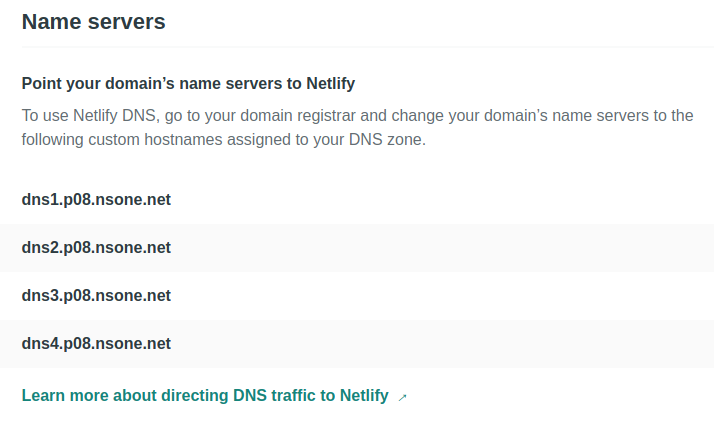 Name servers
Point your domain’s name servers to Netlify
To use Netlify DNS, go to your domain registrar and change your domain’s name servers to the
following custom hostnames assigned to your DNS zone.
dns1.p08.nsone.net
dns2.p08.nsone.net
dns3.p08.nsone.net
dns4.p08.nsone.net
Learn more about directing DNS traffic to Netlify ↗